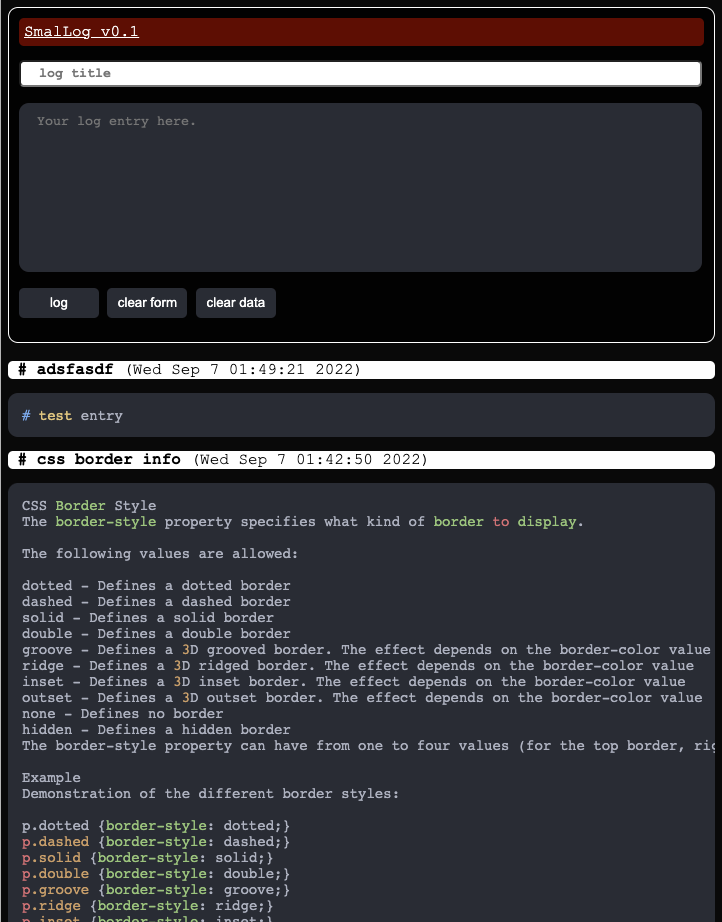 SmalLog v0.1
log title
Your log entry here.
log clear form clear data
# adsfasdf (Wed Sep 7 01:49:21 2022)
# test entry
# css border info (Wed Sep 7 01:42:50 2022)
CSS Border Style
The border-style property specifies what kind of border to display.
The following values are allowed:
dotted - Defines a dotted border
dashed - Defines a dashed border
solid - Defines a solid border
double - Defines a double border
groove - Defines a 3D grooved border. The effect depends on the border-color value
ridge - Defines a 3D ridged border. The effect depends on the border-color value
inset - Defines a 3D inset border. The effect depends on the border-color value
outset - Defines a 3D outset border. The effect depends on the border-color value
none - Defines no border
hidden - Defines a hidden border
The border-style property can have from one to four values (for the top border,
Example
Demonstration of the different border styles:
p.dotted {border-style: dotted;}
p.dashed {border-style: dashed;}
p.solid {border-style: solid;}
p.double {border-style: double;}
p.groove {border-style: groove;}
p.ridge {border-style: ridge;}
p.inset {border-style: inset;}